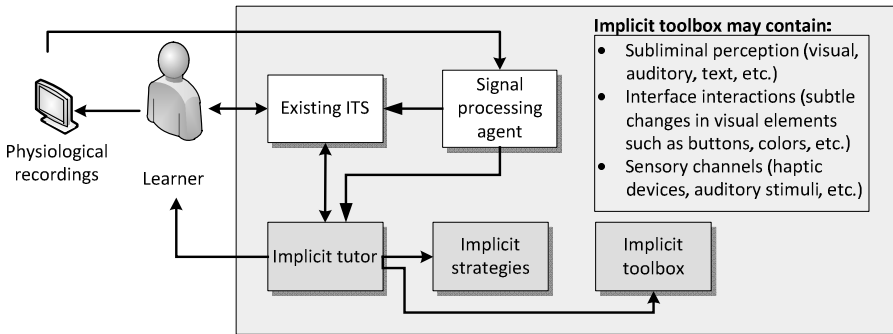 Physiological
recordings
Learner
Existing ITS
Signal
processing
agent
Implicit tutor
Implicit
strategies
Implicit
toolbox
Implicit toolbox may contain:
• Subliminal perception (visual,
auditory, text, etc.)
• Interface interactions (subtle
changes in visual elements
such as buttons, colors, etc.)
• Sensory channels (haptic
devices, auditory stimuli, etc.)